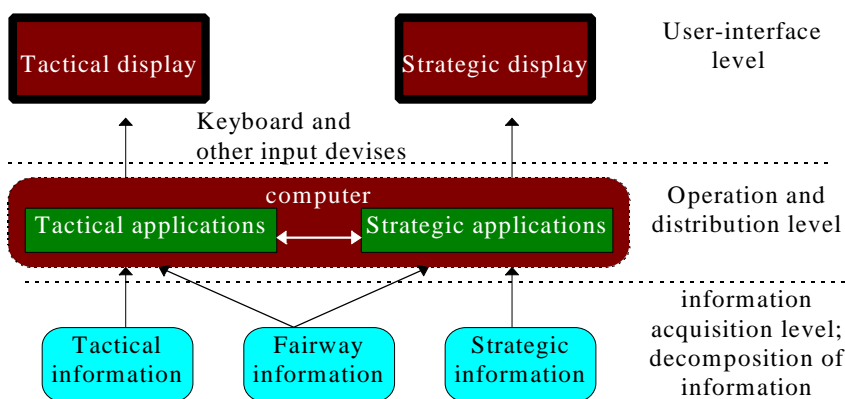 Tactical display
Strategic display
User-interface
level
Keyboard and
other input devises
computer
Tactical applications
Strategic applications
Operation and
distribution level
Tactical
information
Fairway
information
Strategic
information
information
acquisition level;
decomposition of
information